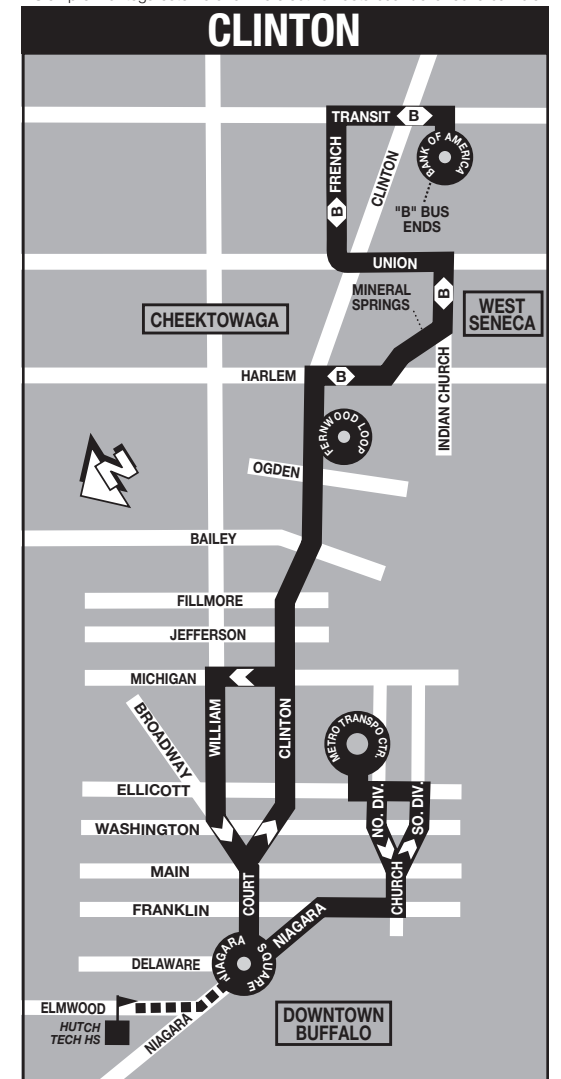 CLINTON
TRANSIT
B
BANK OF AMERICA
FRENCH
CLINTON
B
"B" BUS
ENDS
UNION
MINERAL
SPRINGS
B
WEST
SENECA
CHEEKTOWAGA
HARLEM
B
INDIAN CHURCH
FERNWOOD LOOP
N
OGDEN
BAILEY
FILLMORE
JEFFERSON
MICHIGAN
BROADWAY
WILLIAM
CLINTON
METRO TRANSPO CTR.
ELLICOTT
NO. DIV.
SO. DIV.
WASHINGTON
MAIN
COURT
CHURCH
FRANKLIN
NIAGARA
NIAGARA SQUARE
DELAWARE
ELMWOOD
HUTCH
TECH HS
NIAGARA
DOWNTOWN
BUFFALO